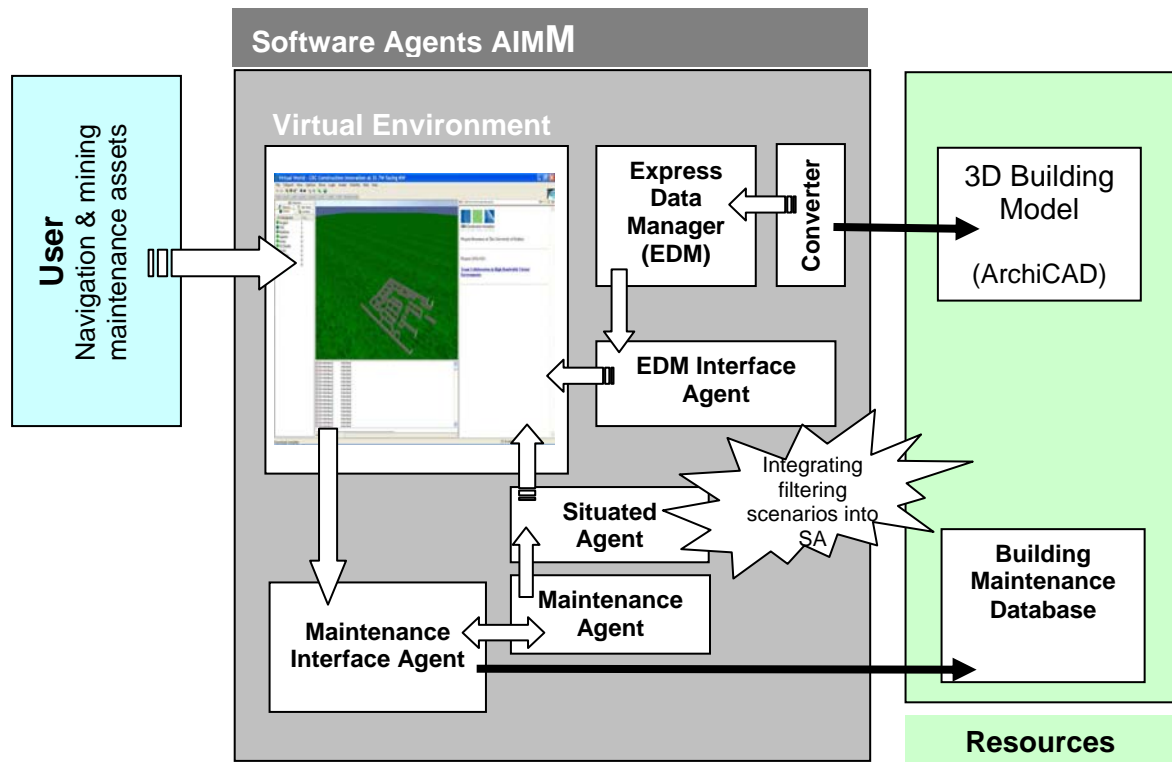 Software Agents AIMM
User
Navigation & mining
maintenance assets
Virtual Environment
Express
Data
Manager
(EDM)
Converter
3D Building
Model
(ArchiCAD)
EDM Interface
Agent
Integrating
filtering
scenarios into
SA
Situated
Agent
Maintenance
Agent
Maintenance
Interface Agent
Building
Maintenance
Database
Resources